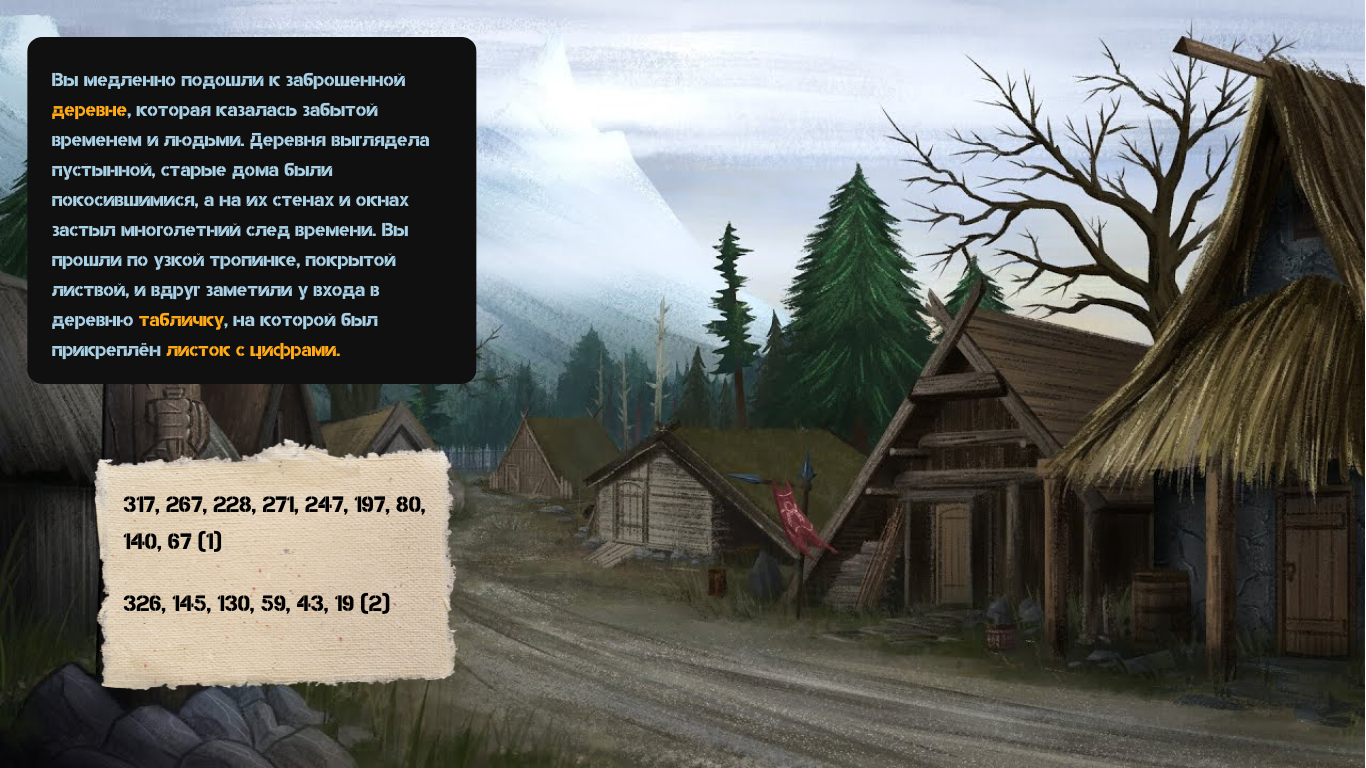 Вы медленно подошли к заброшенной
деревне, которая казалась забытой
временем и людьми. Деревня выглядела
пустынной, старые дома были
покосившимися, а на их стенах и окнах
застыл многолетний след времени. Вы
прошли по узкой тропинке, покрытой
листвой, и вдруг заметили у входа в
деревню табличку, на которой был
прикреплён листок с цифрами.
317, 267, 228, 271, 247, 197, 80,
140, 67 (1)
326, 145, 130, 59, 43, 19 (2)